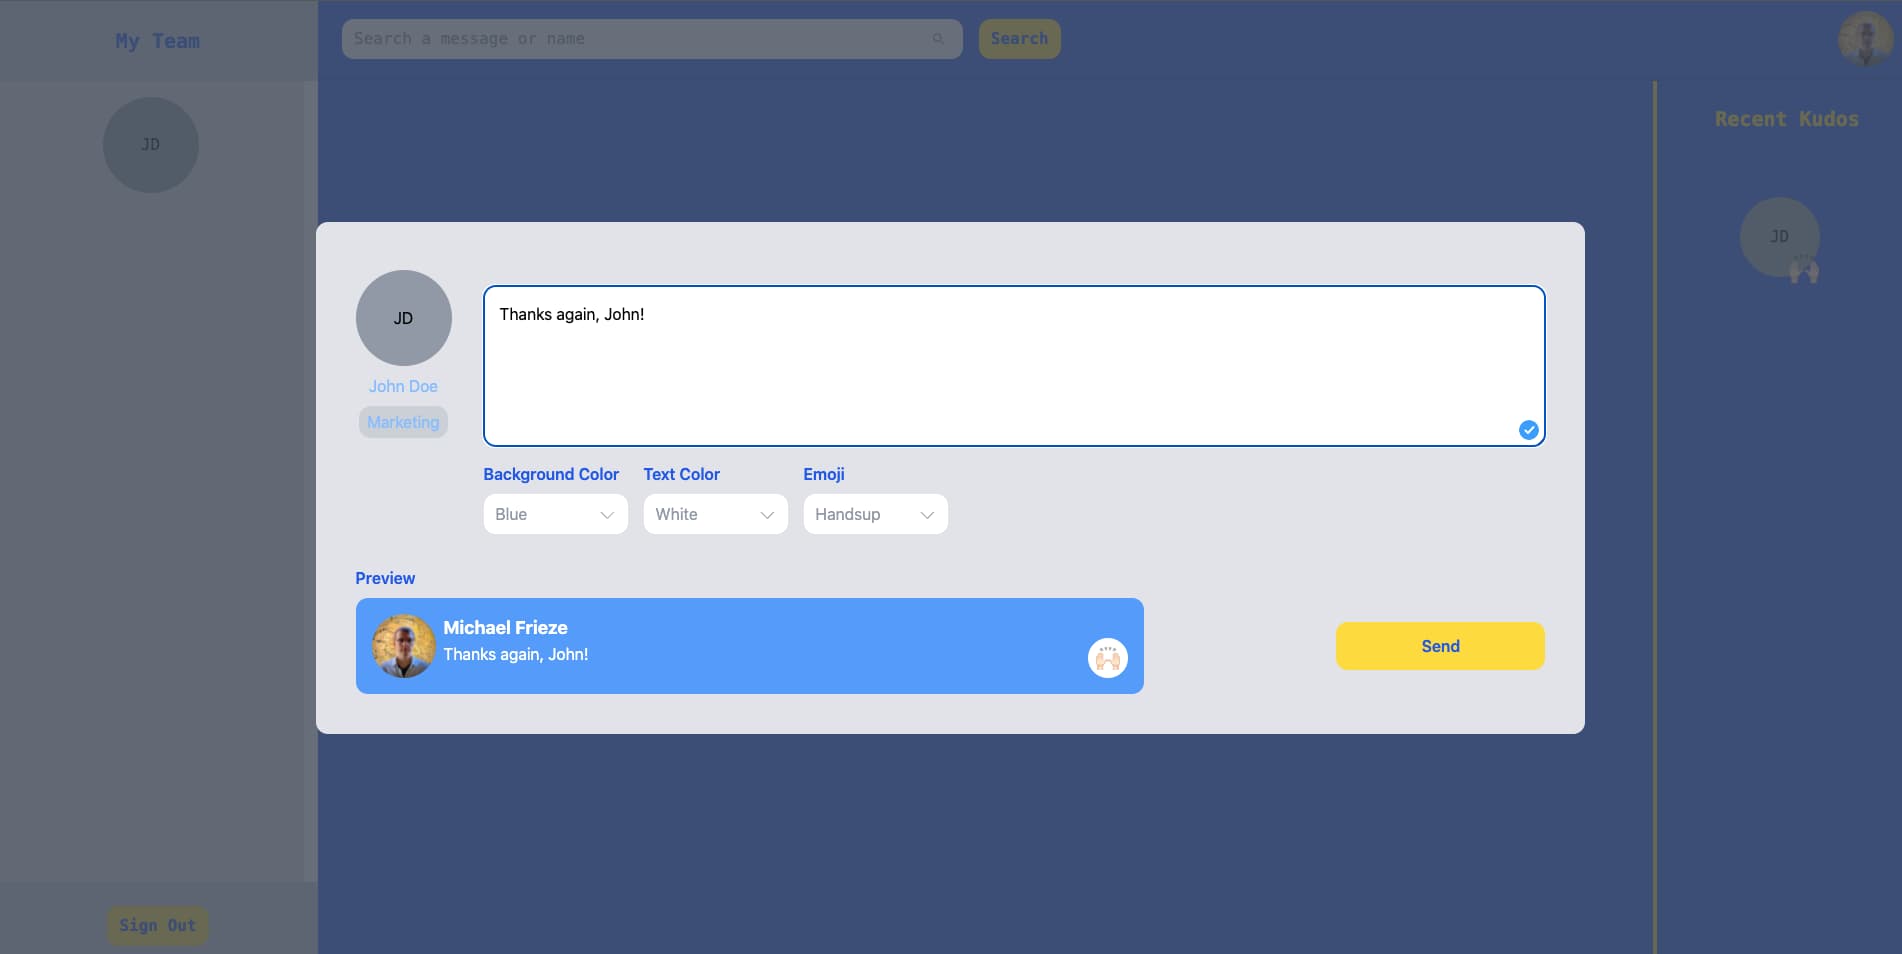 My Team
Search a message or name
Search
JD
Recent Kudos
JD
JD
John Doe
Marketing
Thanks again, John!
Background Color
Text Color
Emoji
Blue
White
Handsup
Preview
Michael Frieze
Thanks again, John!
Send
Sign Out